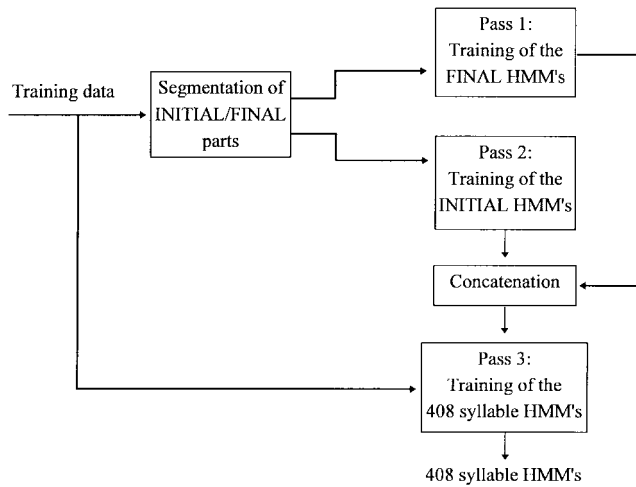 Training data
Segmentation of
INITIAL/FINAL
parts
Pass 1:
Training of the
FINAL HMM's
Pass 2:
Training of the
INITIAL HMM's
Concatenation
Pass 3:
Training of the
408 syllable HMM's
408 syllable HMM's